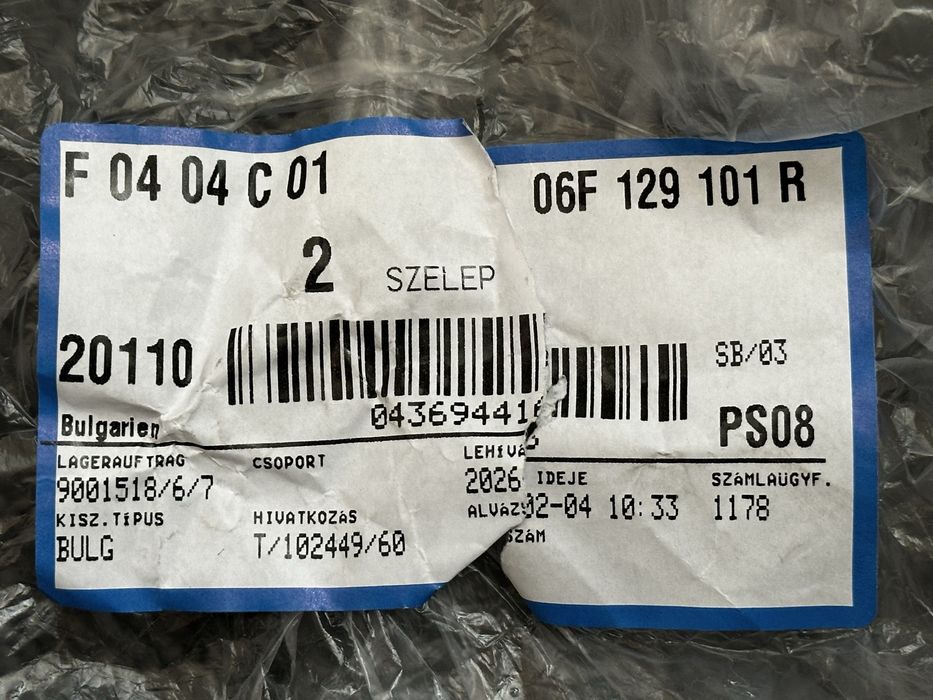 F 04 04 C 01 06F 129 101 R
2 SZELEP
20110 SB/03
Bulgarien PS08
LAGERAUFTRAG CSOPORT IDEJE SZÁMLAÜGYF.
9001518/6/7 2026 02-04 10:33 1178
KISZ.TÍPUS HIVATKOZÁS
BULG T/102449/60